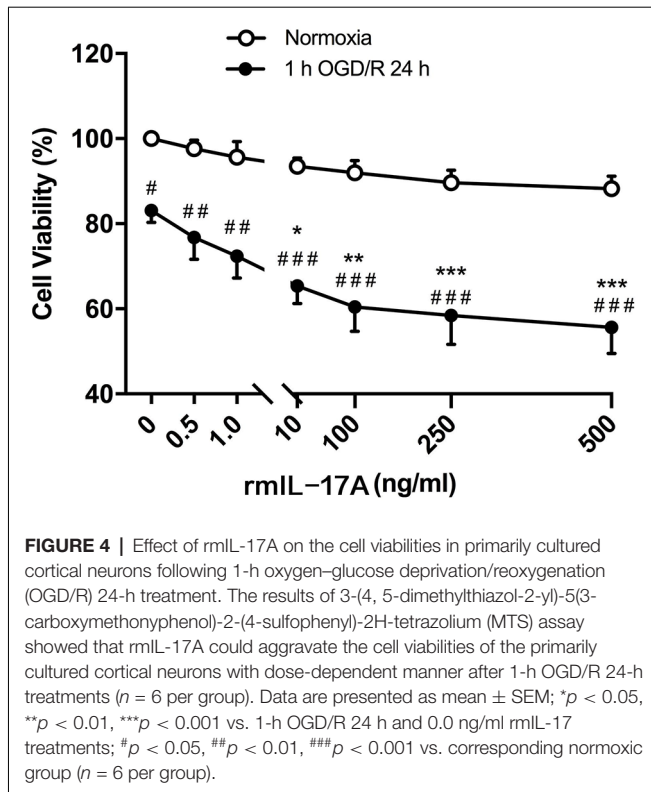 Normoxia
1 h OGD/R 24 h
120
100
80
60
40
Cell Viability (%)
#
##
##
*
###
**
###
***
###
***
###
0
0.5
1.0
10
100
250
500
rmIL-17A (ng/ml)
FIGURE 4 | Effect of rmIL-17A on the cell viabilities in primarily cultured
cortical neurons following 1-h oxygen–glucose deprivation/reoxygenation
(OGD/R) 24-h treatment. The results of 3-(4, 5-dimethylthiazol-2-yl)-5(3-
carboxymethonyphenol)-2-(4-sulfophenyl)-2H-tetrazolium (MTS) assay
showed that rmIL-17A could aggravate the cell viabilities of the primarily
cultured cortical neurons with dose-dependent manner after 1-h OGD/R 24-h
treatments (n = 6 per group). Data are presented as mean ± SEM; *p < 0.05,
**p < 0.01, ***p < 0.001 vs. 1-h OGD/R 24 h and 0.0 ng/ml rmIL-17
treatments; #p < 0.05, ##p < 0.01, ###p < 0.001 vs. corresponding normoxic
group (n = 6 per group).